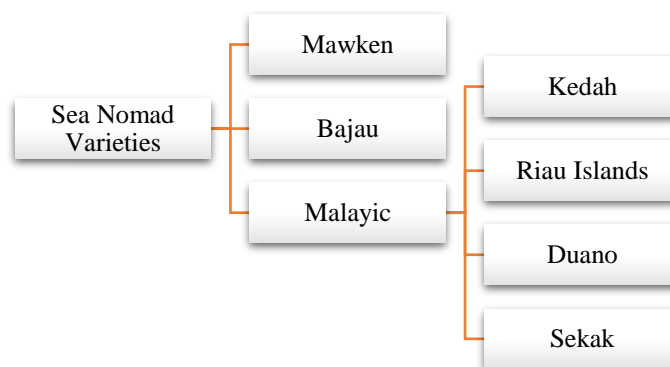 Sea Nomad
Varieties
Mawken
Bajau
Malayic
Kedah
Riau Islands
Duano
Sekak